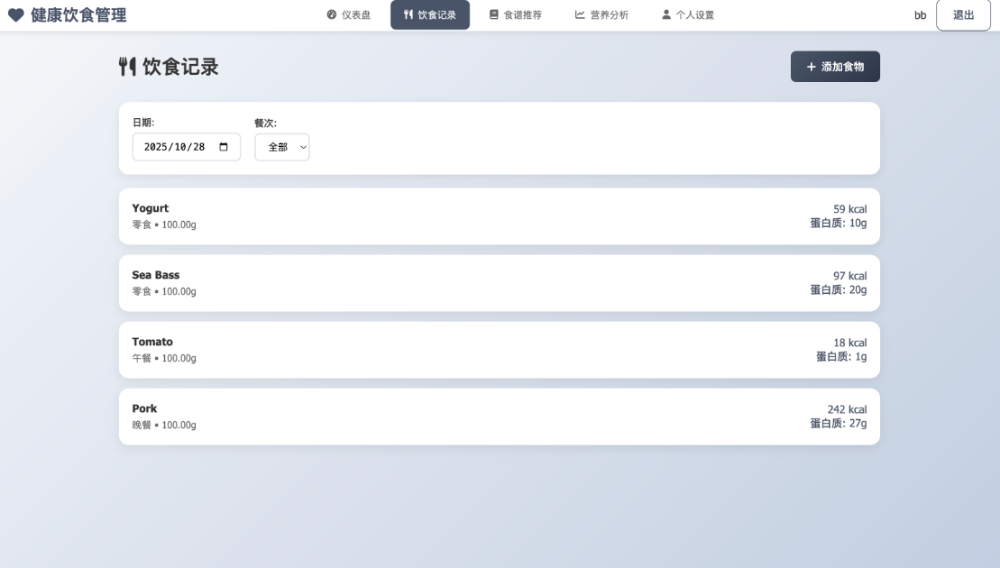 健康饮食管理
仪表盘
饮食记录
食谱推荐
营养分析
个人设置
bb
退出
饮食记录
+ 添加食物
日期:
餐次:
2025/10/28
全部
Yogurt
59 kcal
零食 • 100.00g
蛋白质: 10g
Sea Bass
97 kcal
零食 • 100.00g
蛋白质: 20g
Tomato
18 kcal
午餐 • 100.00g
蛋白质: 1g
Pork
242 kcal
晚餐 • 100.00g
蛋白质: 27g